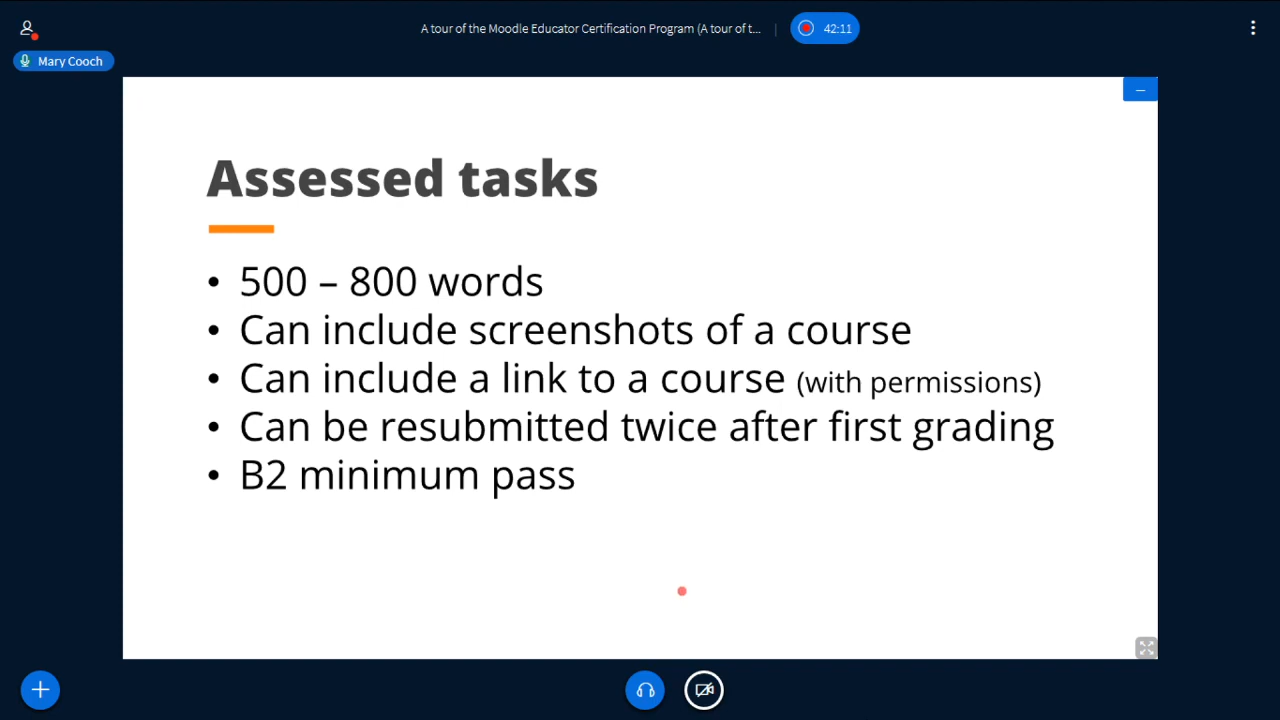 A tour of the Moodle Educator Certification Program (A tour of t...
42:11
Mary Cooch
Assessed tasks
• 500 – 800 words
• Can include screenshots of a course
• Can include a link to a course (with permissions)
• Can be resubmitted twice after first grading
• B2 minimum pass